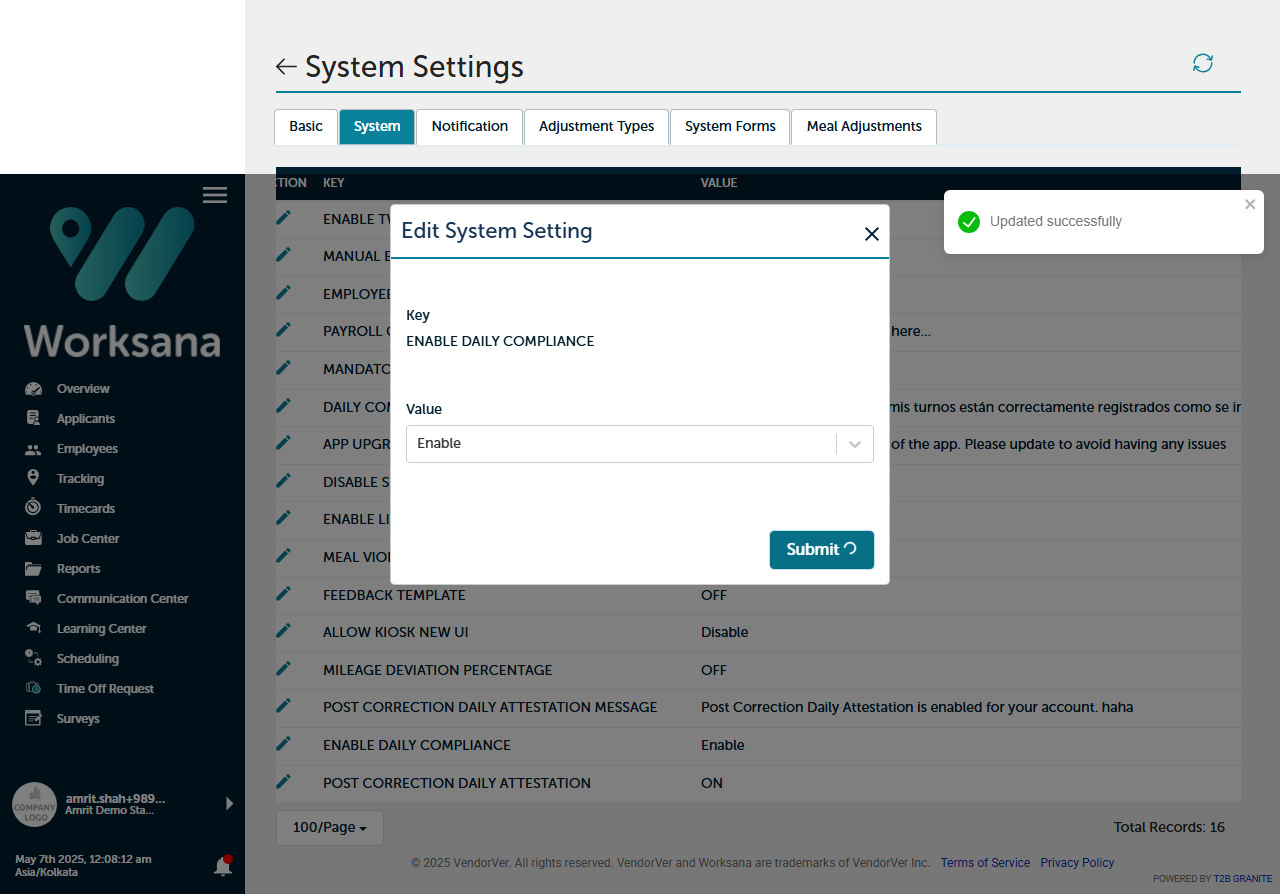 System Settings
Basic System Notification Adjustment Types System Forms Meal Adjustments
CTION KEY VALUE
ENABLE
MANUAL
EMPLOYEE
PAYROLL here...
MANDATO
DAILY COM mis turnos están correctamente registrados como se in
APP UPGR of the app. Please update to avoid having any issues
DISABLE S
ENABLE LI
MEAL VIO
FEEDBACK TEMPLATE OFF
ALLOW KIOSK NEW UI Disable
MILEAGE DEVIATION PERCENTAGE OFF
POST CORRECTION DAILY ATTESTATION MESSAGE Post Correction Daily Attestation is enabled for your account. haha
ENABLE DAILY COMPLIANCE Enable
POST CORRECTION DAILY ATTESTATION ON
100/Page Total Records: 16
© 2025 VendorVer. All rights reserved. VendorVer and Worksana are trademarks of VendorVer Inc. Terms of Service Privacy Policy
POWERED BY T2B GRANITE
Edit System Setting
Key
ENABLE DAILY COMPLIANCE
Value
Enable
Submit
Updated successfully
Worksana
Overview
Applicants
Employees
Tracking
Timecards
Job Center
Reports
Communication Center
Learning Center
Scheduling
Time Off Request
Surveys
COMPANY
LOGO
amrit.shah+989...
Amrit Demo Sta...
May 7th 2025, 12:08:12 am
Asia/Kolkata